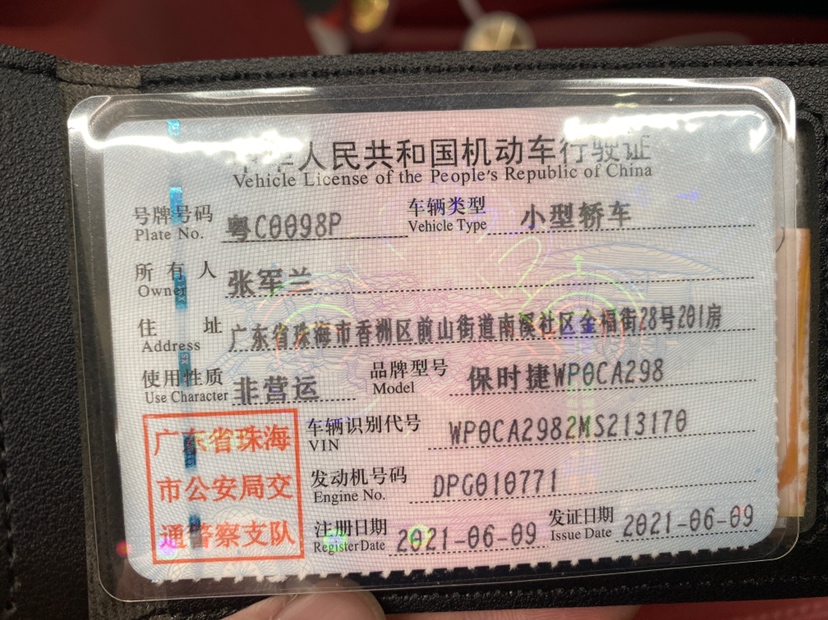 中华人民共和国机动车行驶证
Vehicle License of the People's Republic of China
号牌号码 粤C0098P 车辆类型 小型轿车
Plate No. Vehicle Type
所有人 张军兰
Owner
住址 广东省珠海市香洲区前山街道南溪社区金福街28号201房
Address
使用性质 非营运 品牌型号 保时捷WP0CA298
Use Character Model
广东省珠海
市公安局交
通警察支队
车辆识别代号 WP0CA2982MS213170
VIN
发动机号码 DPG010771
Engine No.
注册日期 2021-06-09 发证日期 2021-06-09
Register Date Issue Date